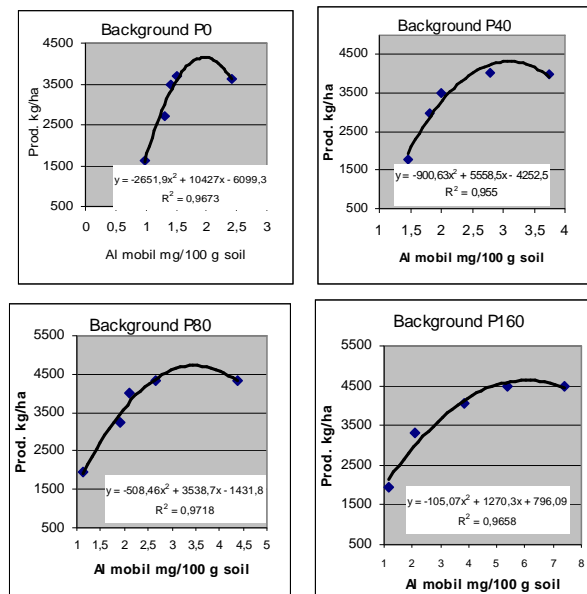 Background P0
Prod. kg/ha
4500
3500
2500
1500
500
y = -2651,9x² + 10427x - 6099,3
R² = 0,9673
0 0,5 1 1,5 2 2,5 3
Al mobil mg/100 g soil
Background P40
Prod. kg/ha
4500
3500
2500
1500
500
y = -900,63x² + 5558,5x - 4252,5
R² = 0,955
1 1,5 2 2,5 3 3,5 4
Al mobil mg/100 g soil
Background P80
Prod. kg/ha
5500
4500
3500
2500
1500
500
y = -508,46x² + 3538,7x - 1431,8
R² = 0,9718
1 1,5 2 2,5 3 3,5 4 4,5 5
Al mobil mg/100 g soil
Background P160
Prod. kg/ha
5500
4500
3500
2500
1500
500
y = -105,07x² + 1270,3x + 796,09
R² = 0,9658
1 2 3 4 5 6 7 8
Al mobil mg/100 g soil